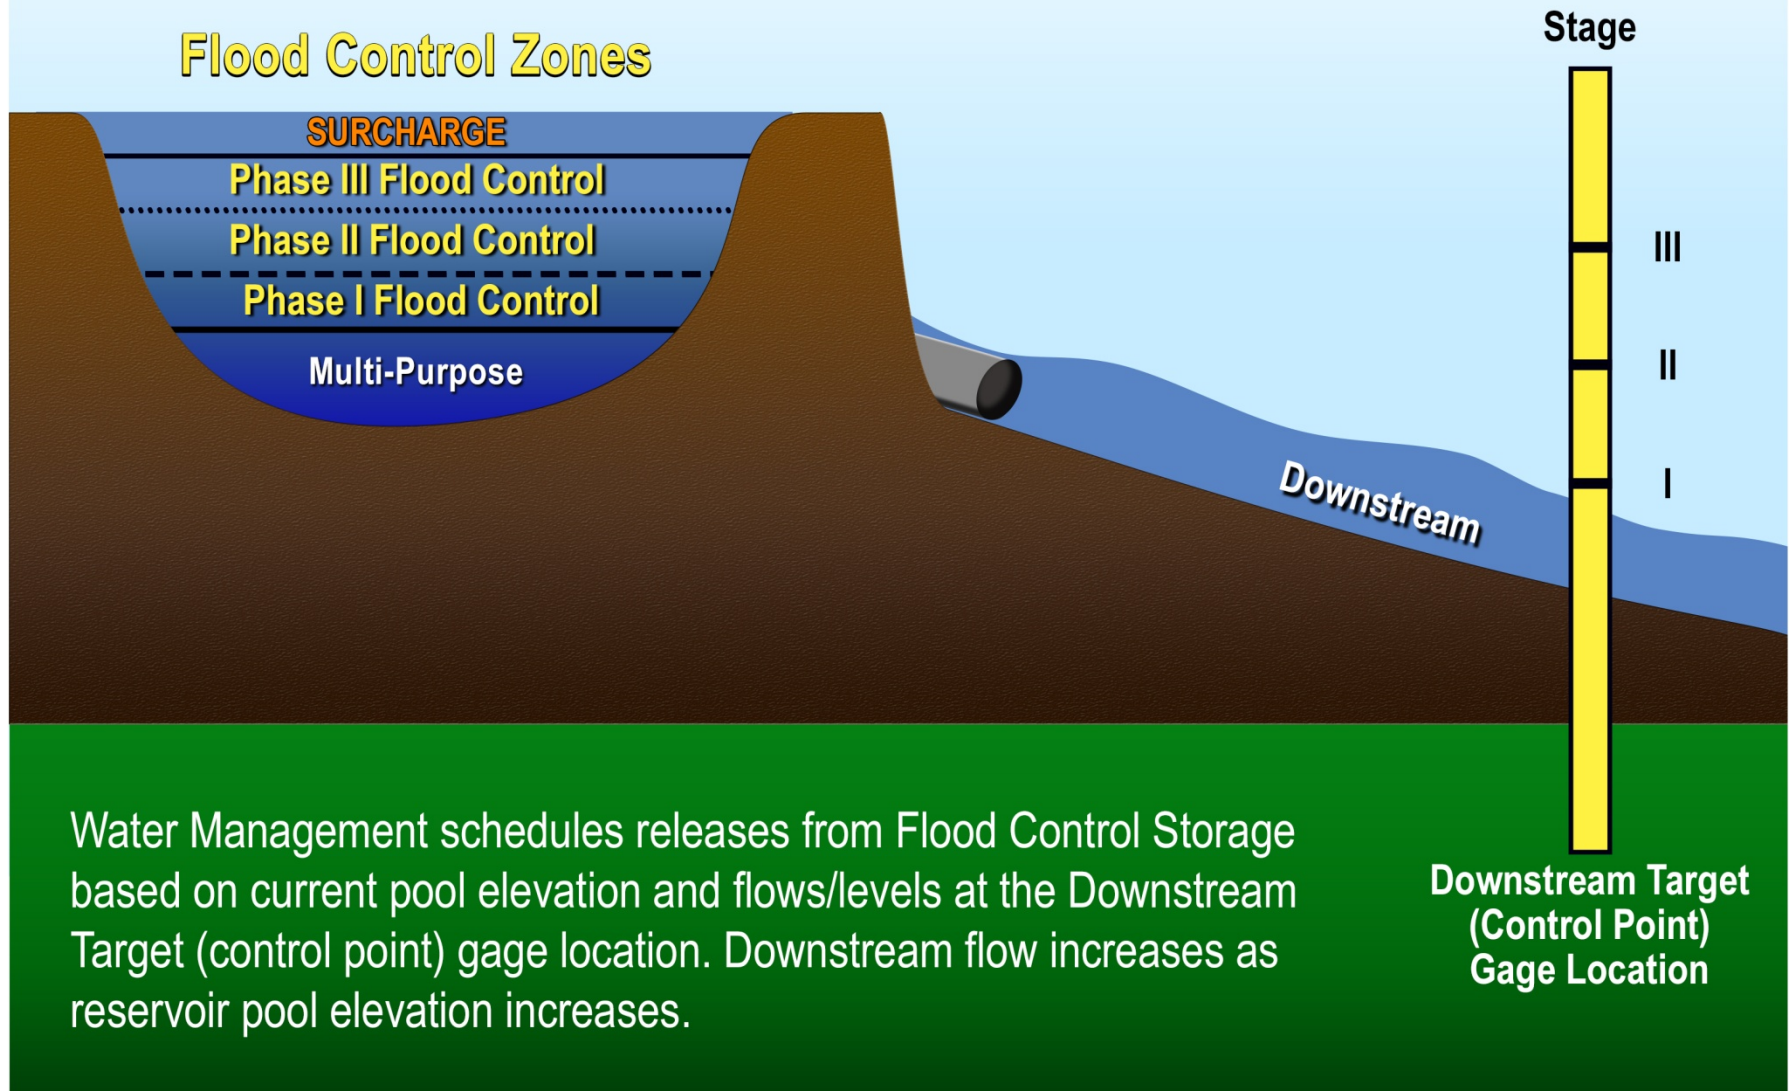 Flood Control Zones
Stage
SURCHARGE
Phase III Flood Control
Phase II Flood Control
Phase I Flood Control
Multi-Purpose
III
II
I
Downstream
Water Management schedules releases from Flood Control Storage
based on current pool elevation and flows/levels at the Downstream
Target (control point) gage location. Downstream flow increases as
reservoir pool elevation increases.
Downstream Target
(Control Point)
Gage Location